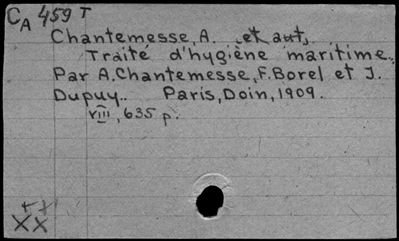 CA 459 T
Chantemesse, A. et aut,
Traité d'hygiène maritime..
Par A. Chantemesse, F. Borel et J.
Dupuy.. Paris, Doin, 1909.
VIII, 635 p.
XX